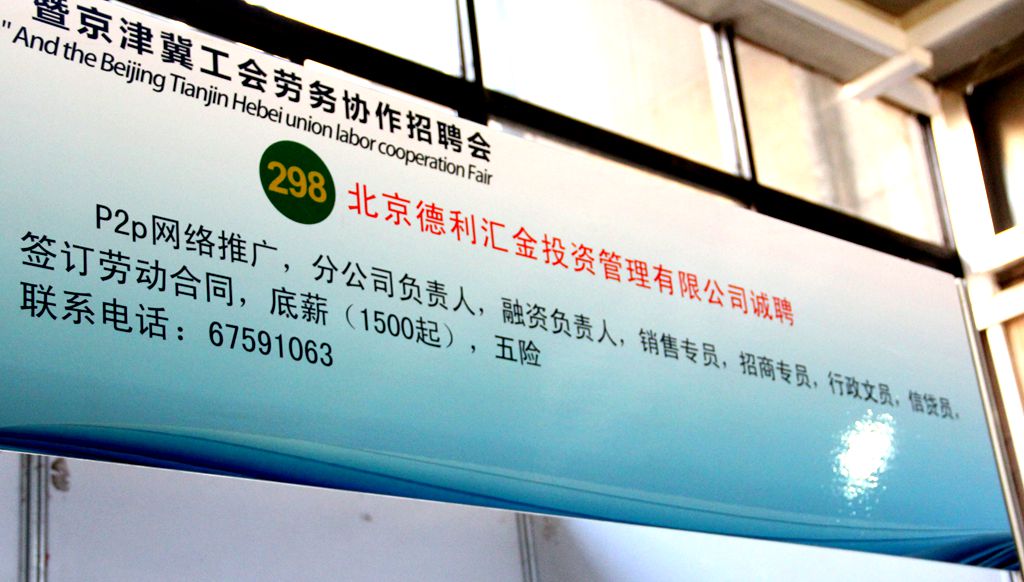 暨京津冀工会劳务协作招聘会
" And the Beijing Tianjin Hebei union labor cooperation Fair
298 北京德利汇金投资管理有限公司诚聘
P2p网络推广，分公司负责人，融资负责人，销售专员，招商专员，行政文员，信贷员，
签订劳动合同，底薪（1500起），五险
联系电话：67591063